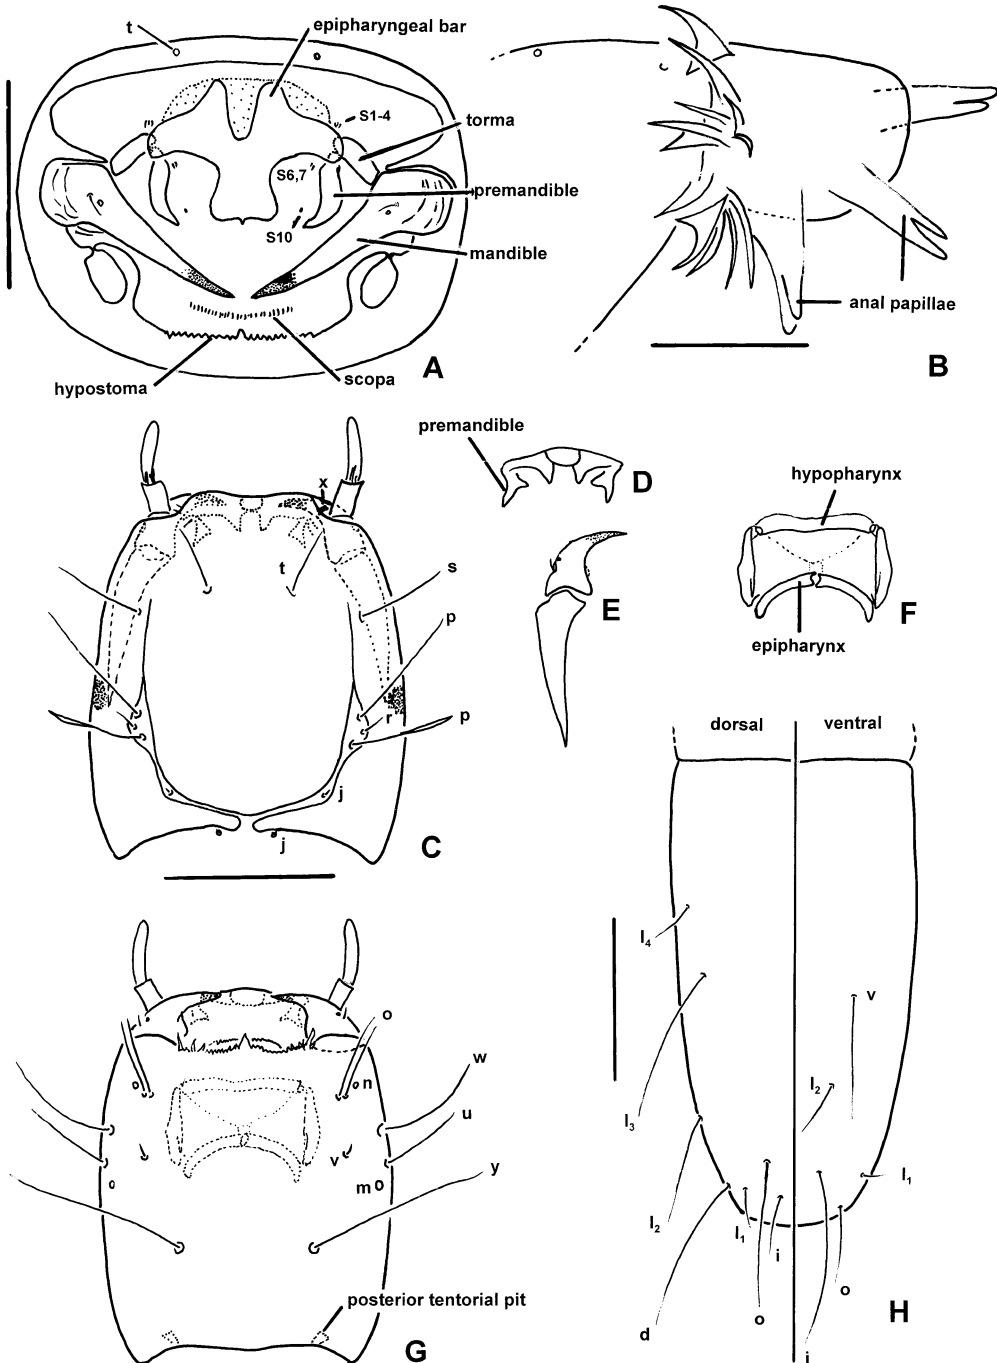 t
epipharyngeal bar
S1-4
torma
S6,7
premandible
S10
mandible
hypostoma
scopa
A
anal papillae
B
x
t
s
p
r
p
j
j
C
premandible
D
E
hypopharynx
epipharynx
F
o
n
w
u
v
m
y
posterior tentorial pit
G
dorsal
ventral
l4
v
l2
l3
l1
l2
l1
i
d
o
o
i
H